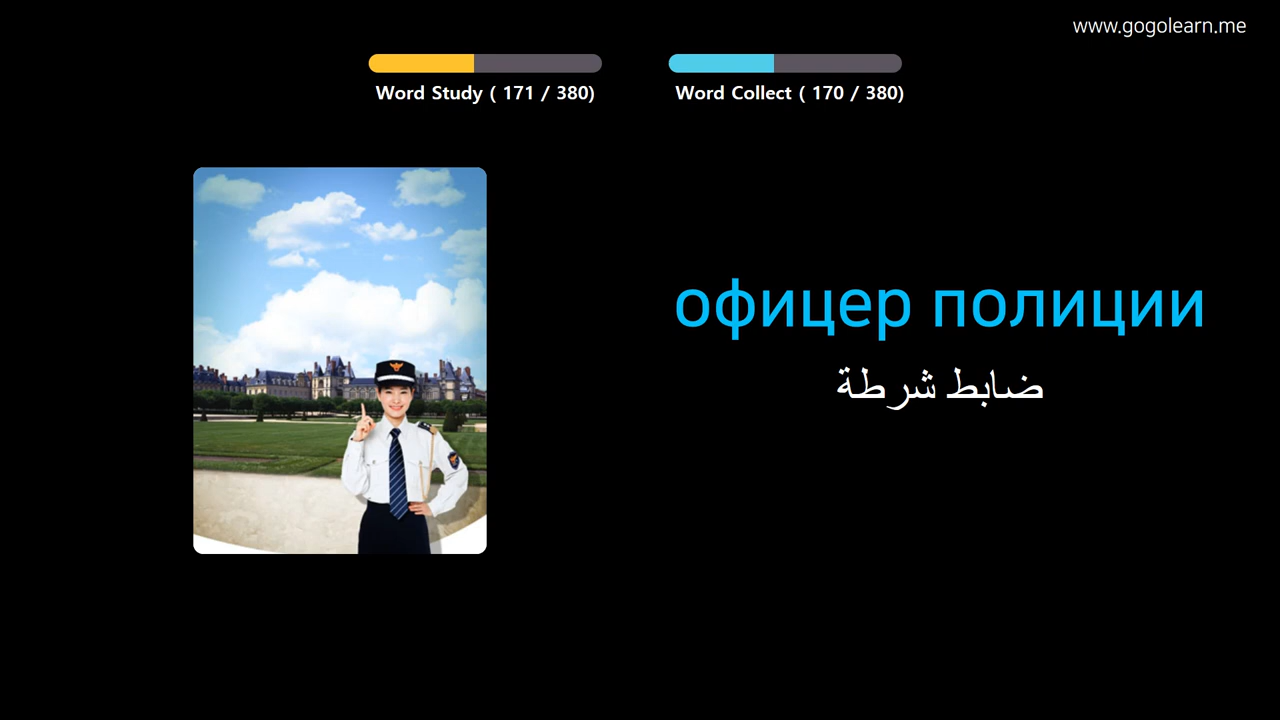 www.gogolearn.me
Word Study ( 171 / 380)
Word Collect ( 170 / 380)
офицер полиции
ضابط شرطة